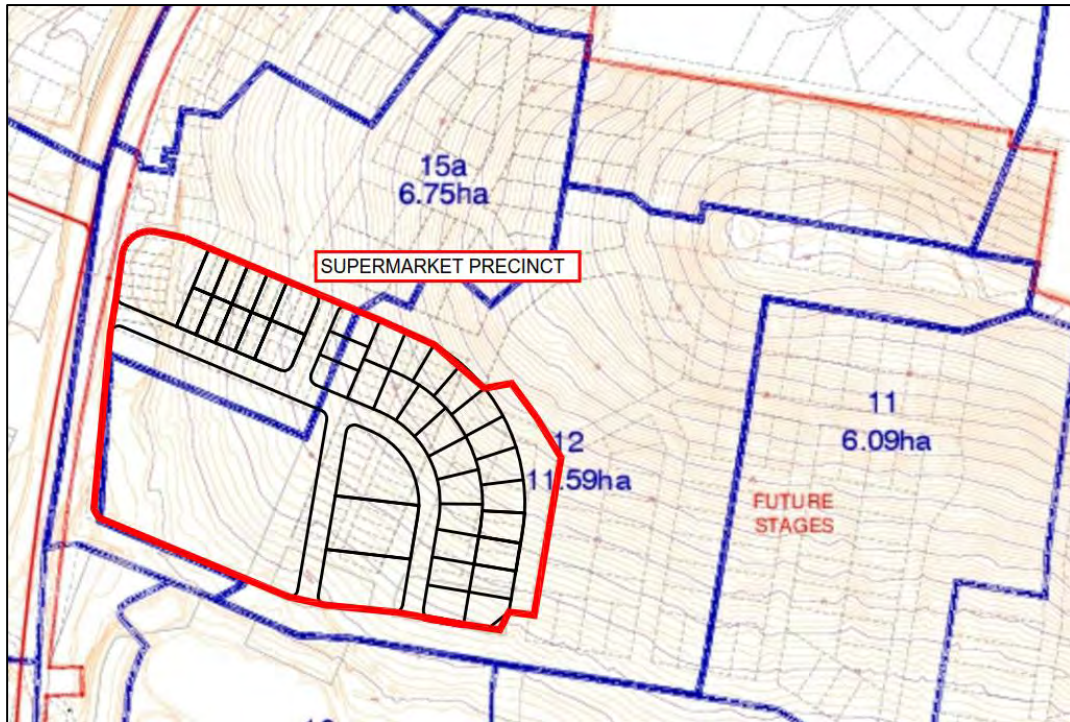 15a
6.75ha
SUPERMARKET PRECINCT
11
6.09ha
12
11.59ha
FUTURE
STAGES